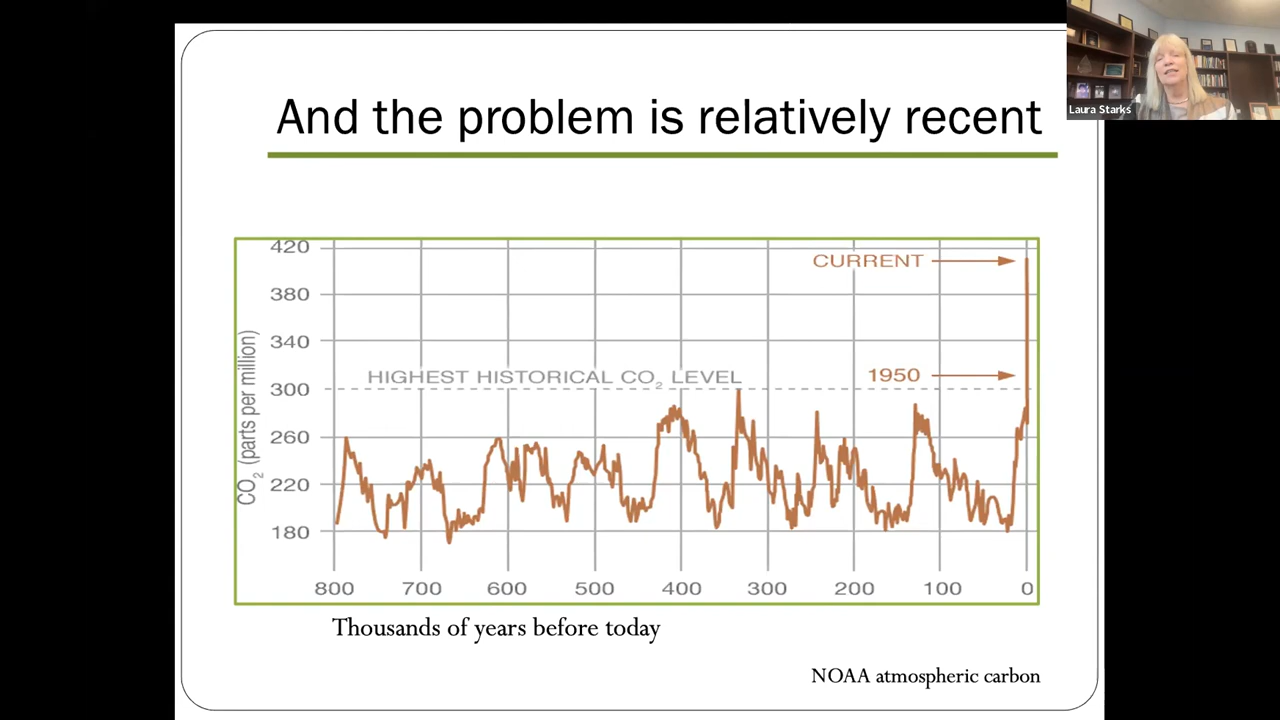 And the problem is relatively recent
Laura Starks
420
CURRENT
380
340
HIGHEST HISTORICAL CO₂ LEVEL
1950
300
260
220
180
CO₂ (parts per million)
800 700 600 500 400 300 200 100 0
Thousands of years before today
NOAA atmospheric carbon